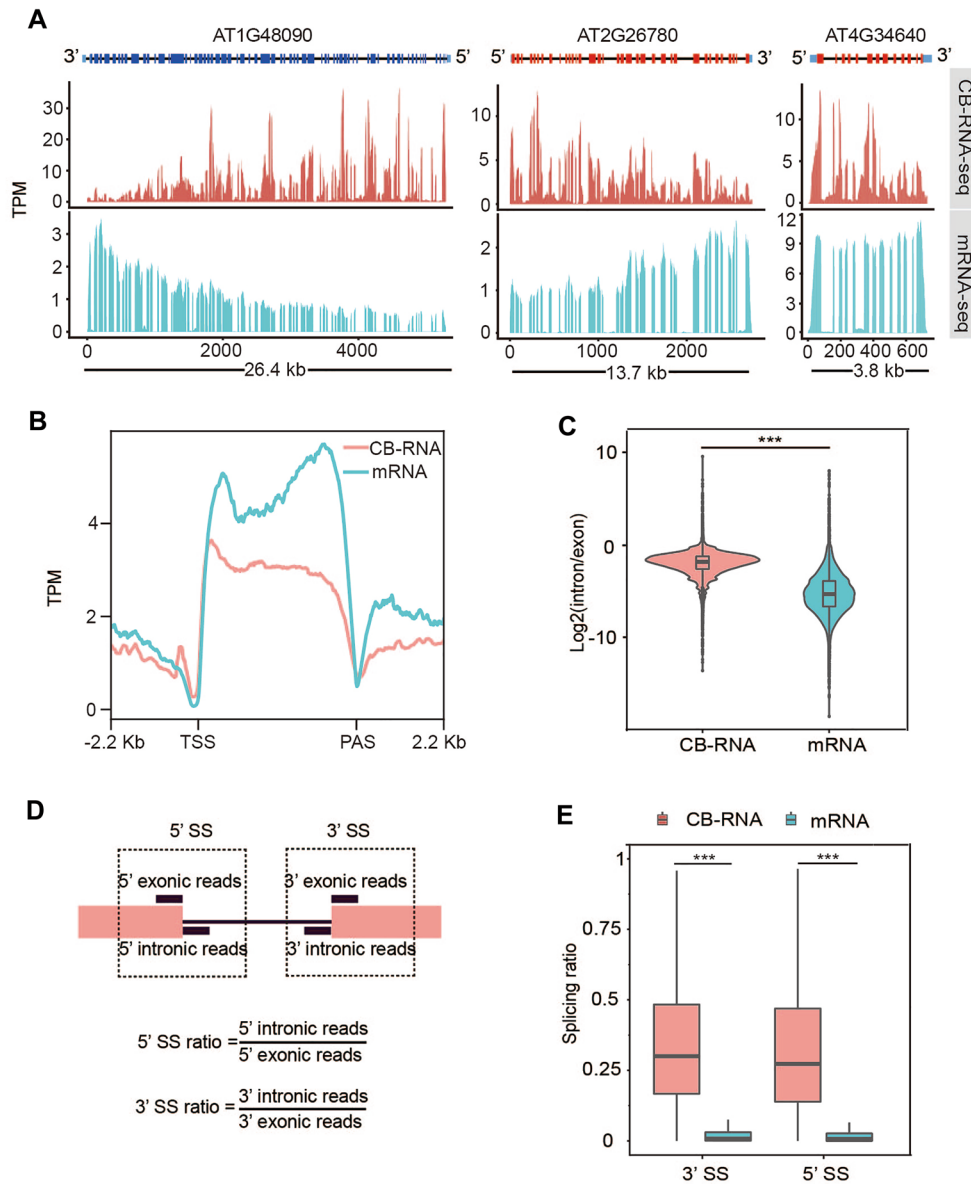 A
AT1G48090
AT2G26780
AT4G34640
3’ 5’ 5’ 3’ 5’ 3’
TPM
30
20
10
0
10
5
0
10
5
0
CB-RNA-seq
3
2
1
0
2
1
0
12
9
6
3
0
mRNA-seq
0 2000 4000
0 1000 2000
0 200 400 600
26.4 kb
13.7 kb
3.8 kb
B
CB-RNA
mRNA
TPM
4
2
0
-2.2 Kb TSS PAS 2.2 Kb
C
***
Log2(intron/exon)
10
0
-10
CB-RNA mRNA
D
5’ SS 3’ SS
5’ exonic reads 3’ exonic reads
5’ intronic reads 3’ intronic reads
5’ SS ratio = 5’ intronic reads
5’ exonic reads
3’ SS ratio = 3’ intronic reads
3’ exonic reads
E
CB-RNA mRNA
*** ***
Splicing ratio
1
0.75
0.5
0.25
0
3’ SS 5’ SS